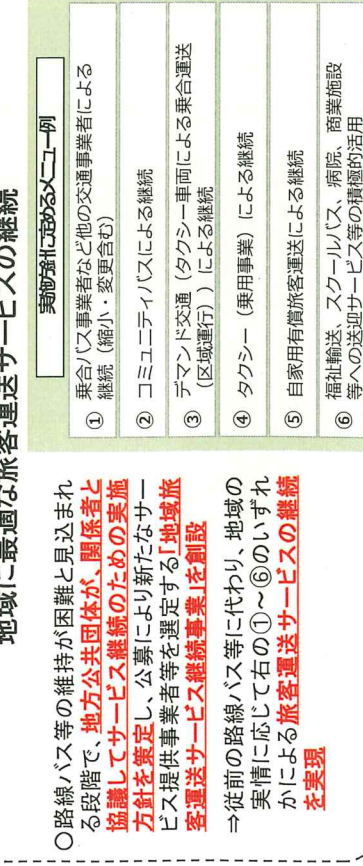 地域に最適な旅客運送サービスの継続
○路線バス等の維持が困難と見込まれ
る段階で、地方公共団体が、関係者と
協議してサービス継続のための実施
方針を策定し、公募により新たなサー
ビス提供事業者等を選定する「地域旅
客運送サービス継続事業」を創設
⇒従前の路線バス等に代わり、地域の
実情に応じて右の①~⑥のいずれ
かによる旅客運送サービスの継続
を実現
実施方針に定めるメニュー例
① 乗合バス事業者など他の交通事業者による
継続（縮小・変更含む）
② コミュニティバスによる継続
③ デマンド交通（タクシー車両による乗合運送
（区域運行））による継続
④ タクシー（乗用事業）による継続
⑤ 自家用有償旅客運送による継続
⑥ 福祉輸送、スクールバス、病院、商業施設
等への送迎サービス等の積極的活用